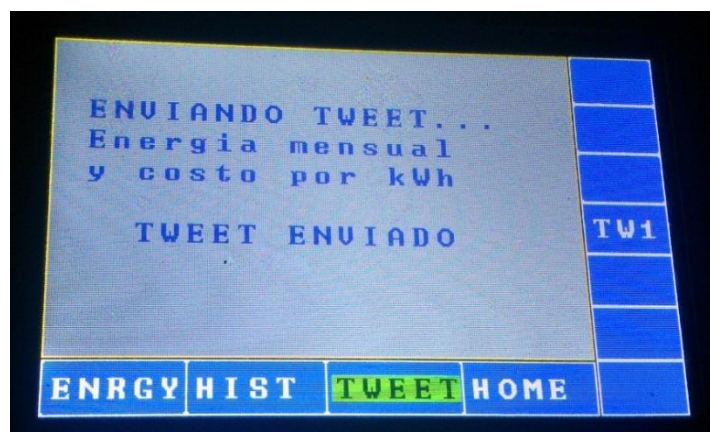 ENVIANDO TWEET...
Energia mensual
y costo por kWh
TWEET ENVIADO
TW1
ENRGY HIST TWEET HOME